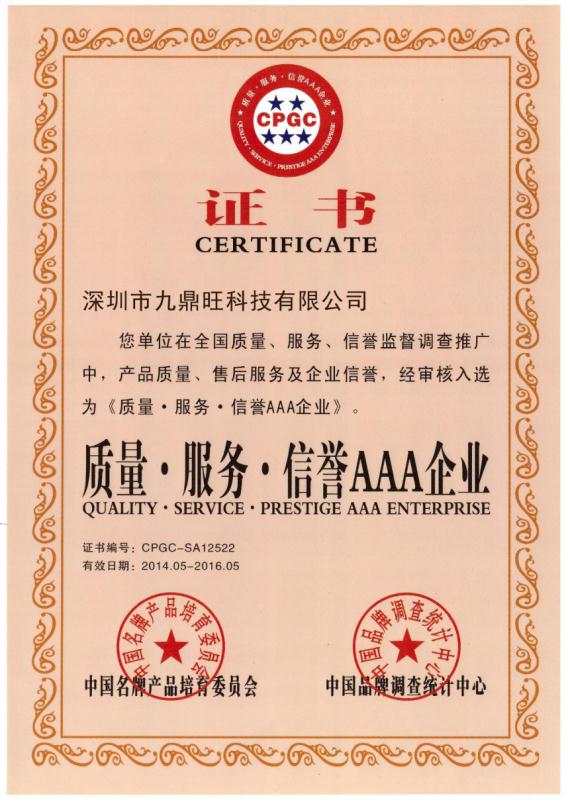 质量·服务·信誉AAA企业
CPGC
QUALITY·SERVICE·PRESTIGE AAA ENTERPRISE
证书
CERTIFICATE
深圳市九鼎旺科技有限公司
您单位在全国质量、服务、信誉监督调查推广
中，产品质量、售后服务及企业信誉，经审核入选
为《质量·服务·信誉AAA企业》。
质量·服务·信誉AAA企业
QUALITY·SERVICE·PRESTIGE AAA ENTERPRISE
证书编号：CPGC-SA12522
有效日期：2014.05-2016.05
中国名牌产品培育委员会
中国品牌调查统计中心
中国名牌产品培育委员会
中国品牌调查统计中心